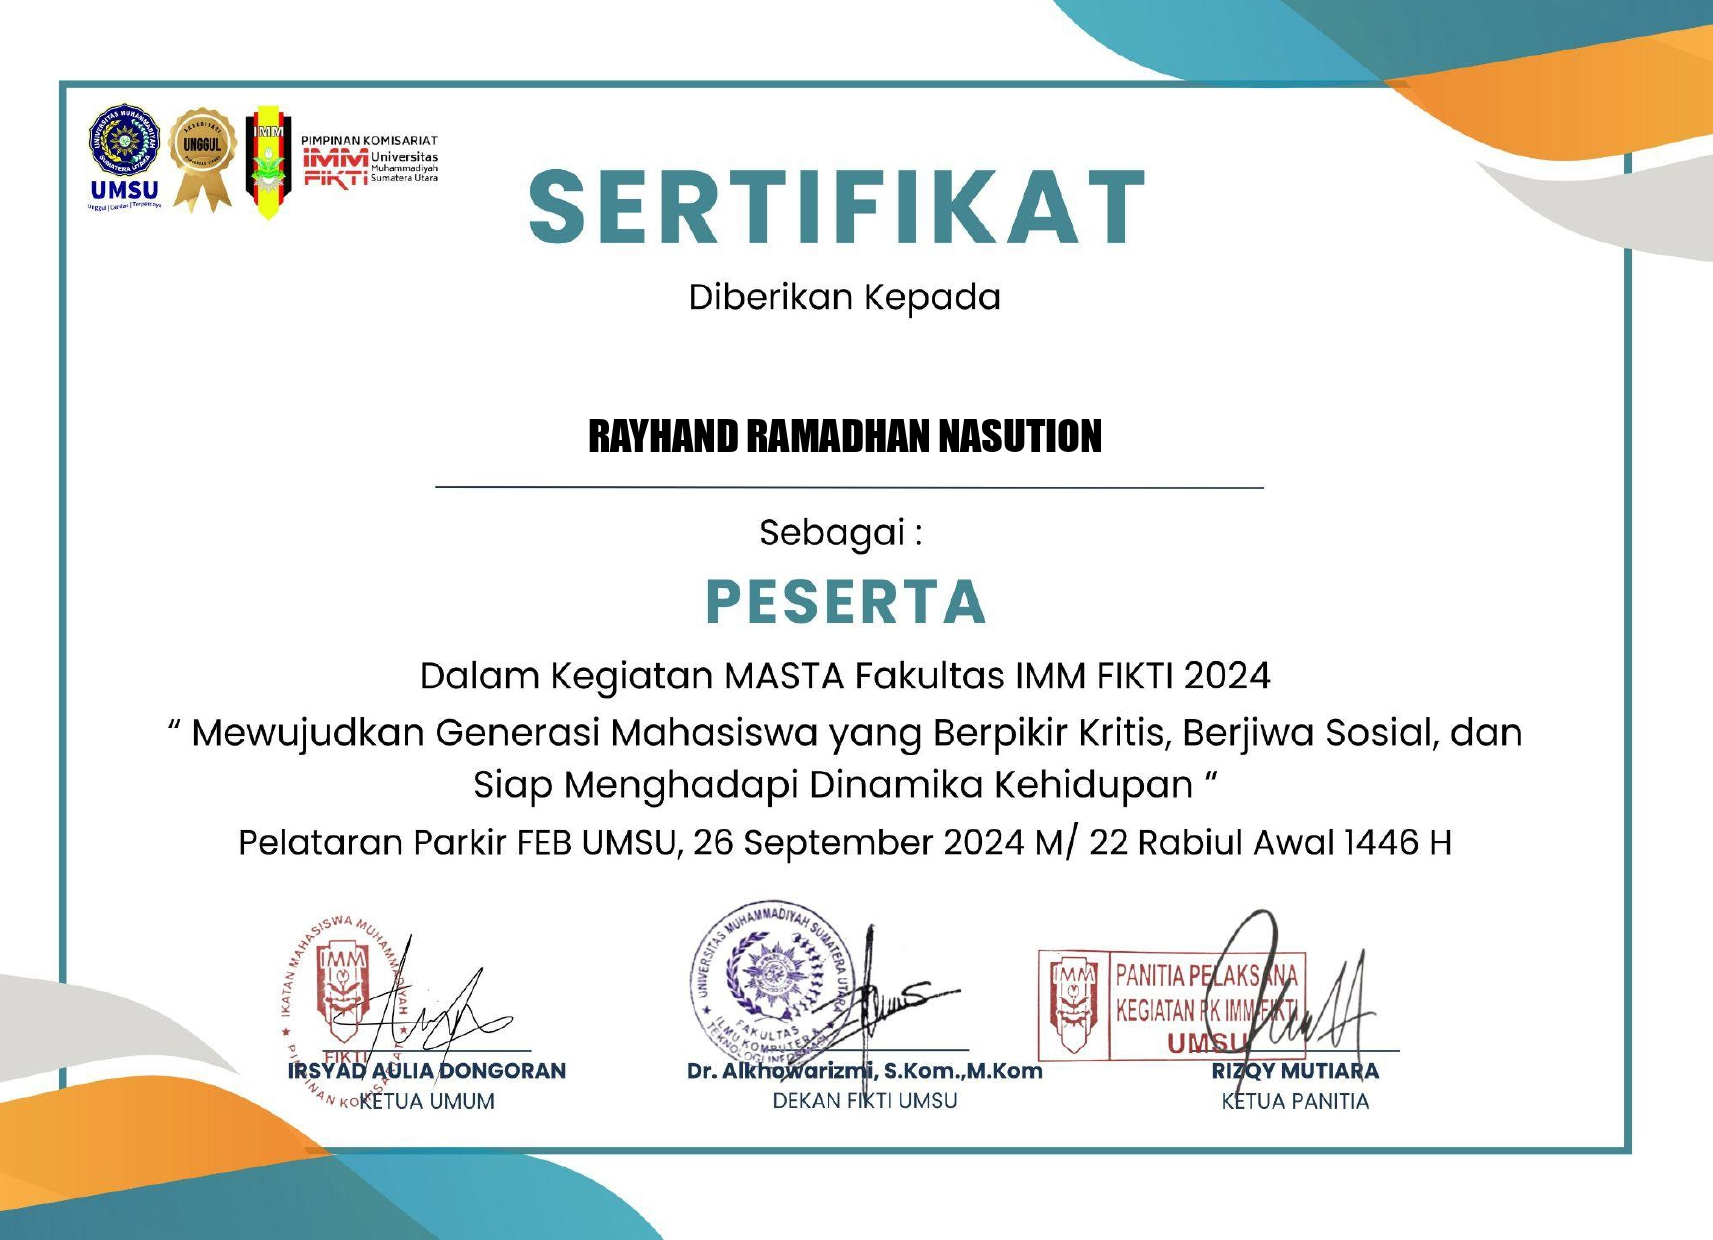 UNIVERSITAS MUHAMMADIYAH SUMATERA UTARA
UMSU
Unggul | Cerdas | Terpercaya
UNGGUL
IMM
PIMPINAN KOMISARIAT
IMM FIKTI
Universitas
Muhammadiyah
Sumatera Utara
SERTIFIKAT
Diberikan Kepada
RAYHAND RAMADHAN NASUTION
Sebagai :
PESERTA
Dalam Kegiatan MASTA Fakultas IMM FIKTI 2024
“ Mewujudkan Generasi Mahasiswa yang Berpikir Kritis, Berjiwa Sosial, dan
Siap Menghadapi Dinamika Kehidupan “
Pelataran Parkir FEB UMSU, 26 September 2024 M/ 22 Rabiul Awal 1446 H
IKATAN MAHASISWA MUHAMMADIYAH
IMM
FIKTI
IRSYAD AULIA DONGORAN
KETUA UMUM
UNIVERSITAS MUHAMMADIYAH SUMATERA UTARA
FAKULTAS
ILMU KOMPUTER &
TEKNOLOGI INFORMASI
Dr. Alkhowarizmi, S.Kom.,M.Kom
DEKAN FIKTI UMSU
IMM
PANITIA PELAKSANA
KEGIATAN PK IMM FIKTI
UMSU
RIZQY MUTIARA
KETUA PANITIA